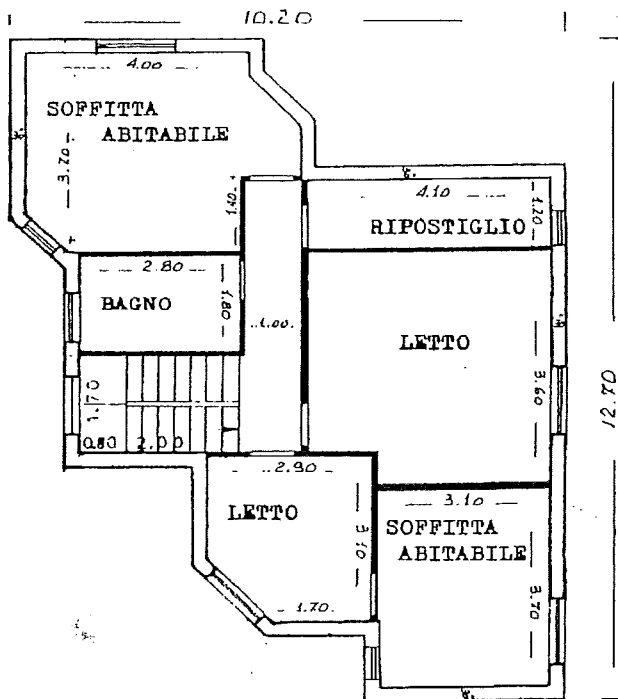 10.20
4.00
SOFFITTA
ABITABILE
3.70
1.40
4.10
1.20
RIPOSTIGLIO
2.80
BAGNO
1.80
1.00
LETTO
3.60
12.70
1.70
0.80 2.00
2.90
LETTO
3.10
3.10
SOFFITTA
ABITABILE
1.70
3.70